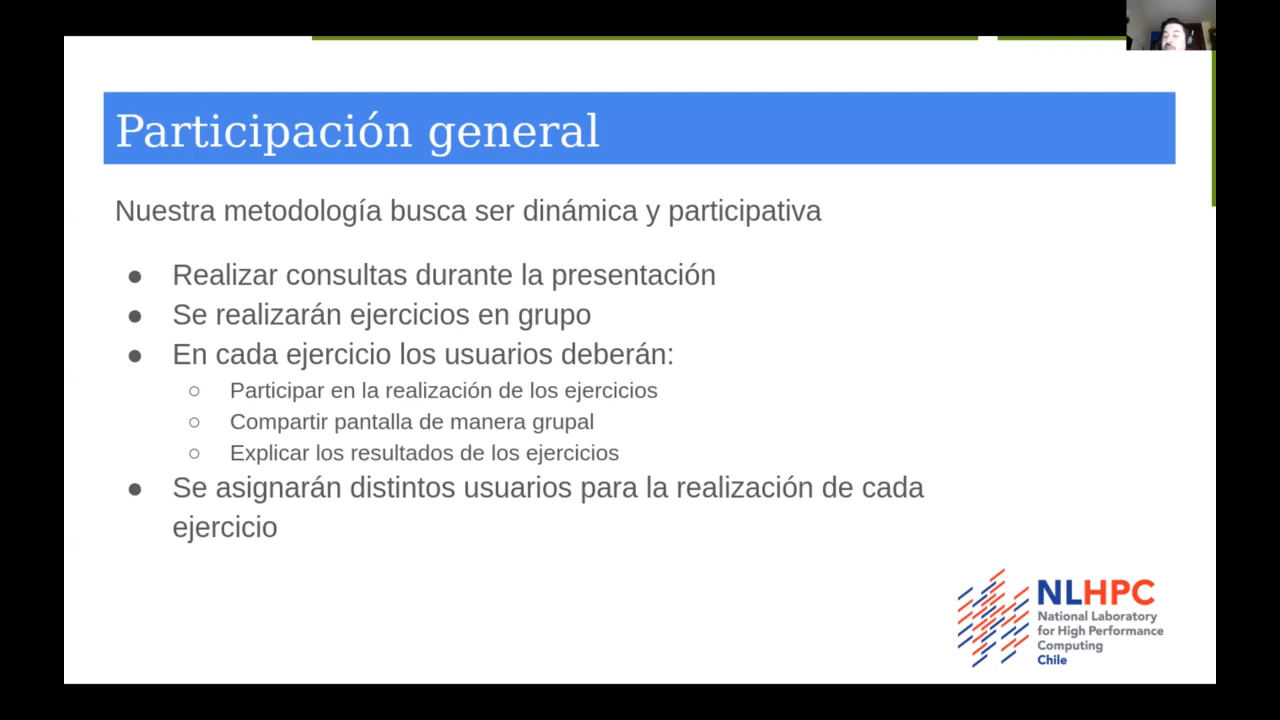 Participación general
Nuestra metodología busca ser dinámica y participativa
● Realizar consultas durante la presentación
● Se realizarán ejercicios en grupo
● En cada ejercicio los usuarios deberán:
○ Participar en la realización de los ejercicios
○ Compartir pantalla de manera grupal
○ Explicar los resultados de los ejercicios
● Se asignarán distintos usuarios para la realización de cada
ejercicio
NLHPC
National Laboratory
for High Performance
Computing
Chile